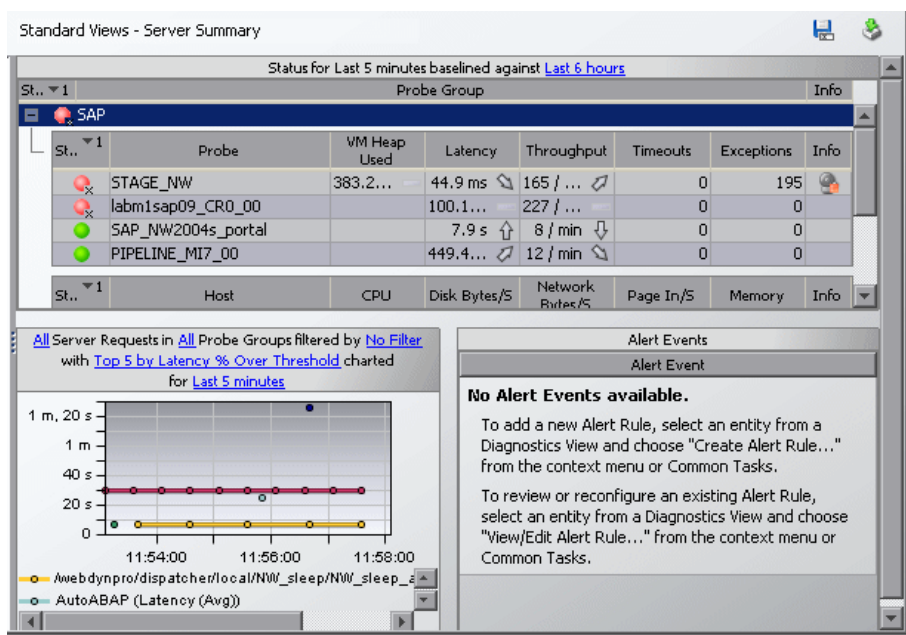 Standard Views - Server Summary
Status for Last 5 minutes baselined against Last 6 hours
St.. 1 Probe Group Info
SAP
St.. 1 Probe VM Heap Used Latency Throughput Timeouts Exceptions Info
STAGE_NW 383.2... 44.9 ms 165 / ... 0 195
labm1sap09_CR0_00 100.1... 227 / ... 0 0
SAP_NW2004s_portal 7.9 s 8 / min 0 0
PIPELINE_MI7_00 449.4... 12 / min 0 0
St.. 1 Host CPU Disk Bytes/S Network Bytes/S Page In/S Memory Info
All Server Requests in All Probe Groups filtered by No Filter
with Top 5 by Latency % Over Threshold charted
for Last 5 minutes
1 m, 20 s
1 m
40 s
20 s
0
11:54:00 11:56:00 11:58:00
/webdynpro/dispatcher/local/NW_sleep/NW_sleep_a
AutoABAP (Latency (Avg))
Alert Events
Alert Event
No Alert Events available.
To add a new Alert Rule, select an entity from a
Diagnostics View and choose "Create Alert Rule..."
from the context menu or Common Tasks.
To review or reconfigure an existing Alert Rule,
select an entity from a Diagnostics View and choose
"View/Edit Alert Rule..." from the context menu or
Common Tasks.